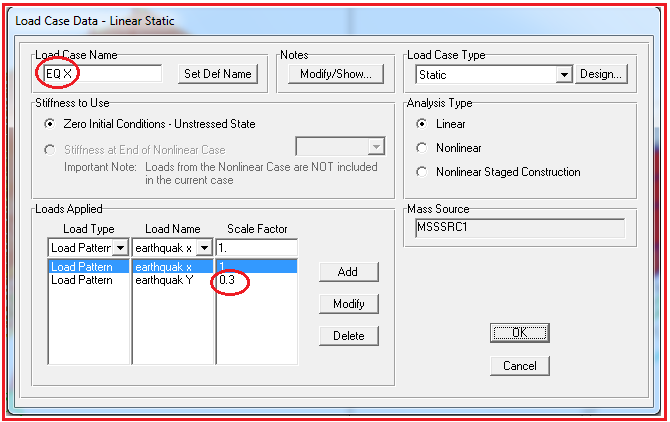 Load Case Data - Linear Static
Load Case Name
EQ X
Set Def Name
Notes
Modify/Show...
Load Case Type
Static
Design...
Stiffness to Use
Zero Initial Conditions - Unstressed State
Stiffness at End of Nonlinear Case
Important Note: Loads from the Nonlinear Case are NOT included
in the current case
Analysis Type
Linear
Nonlinear
Nonlinear Staged Construction
Loads Applied
Load Type Load Name Scale Factor
Load Pattern earthquak x 1.
Load Pattern earthquak x 1.
Load Pattern earthquak Y 0.3
Add
Modify
Delete
Mass Source
MSSSRC1
OK
Cancel